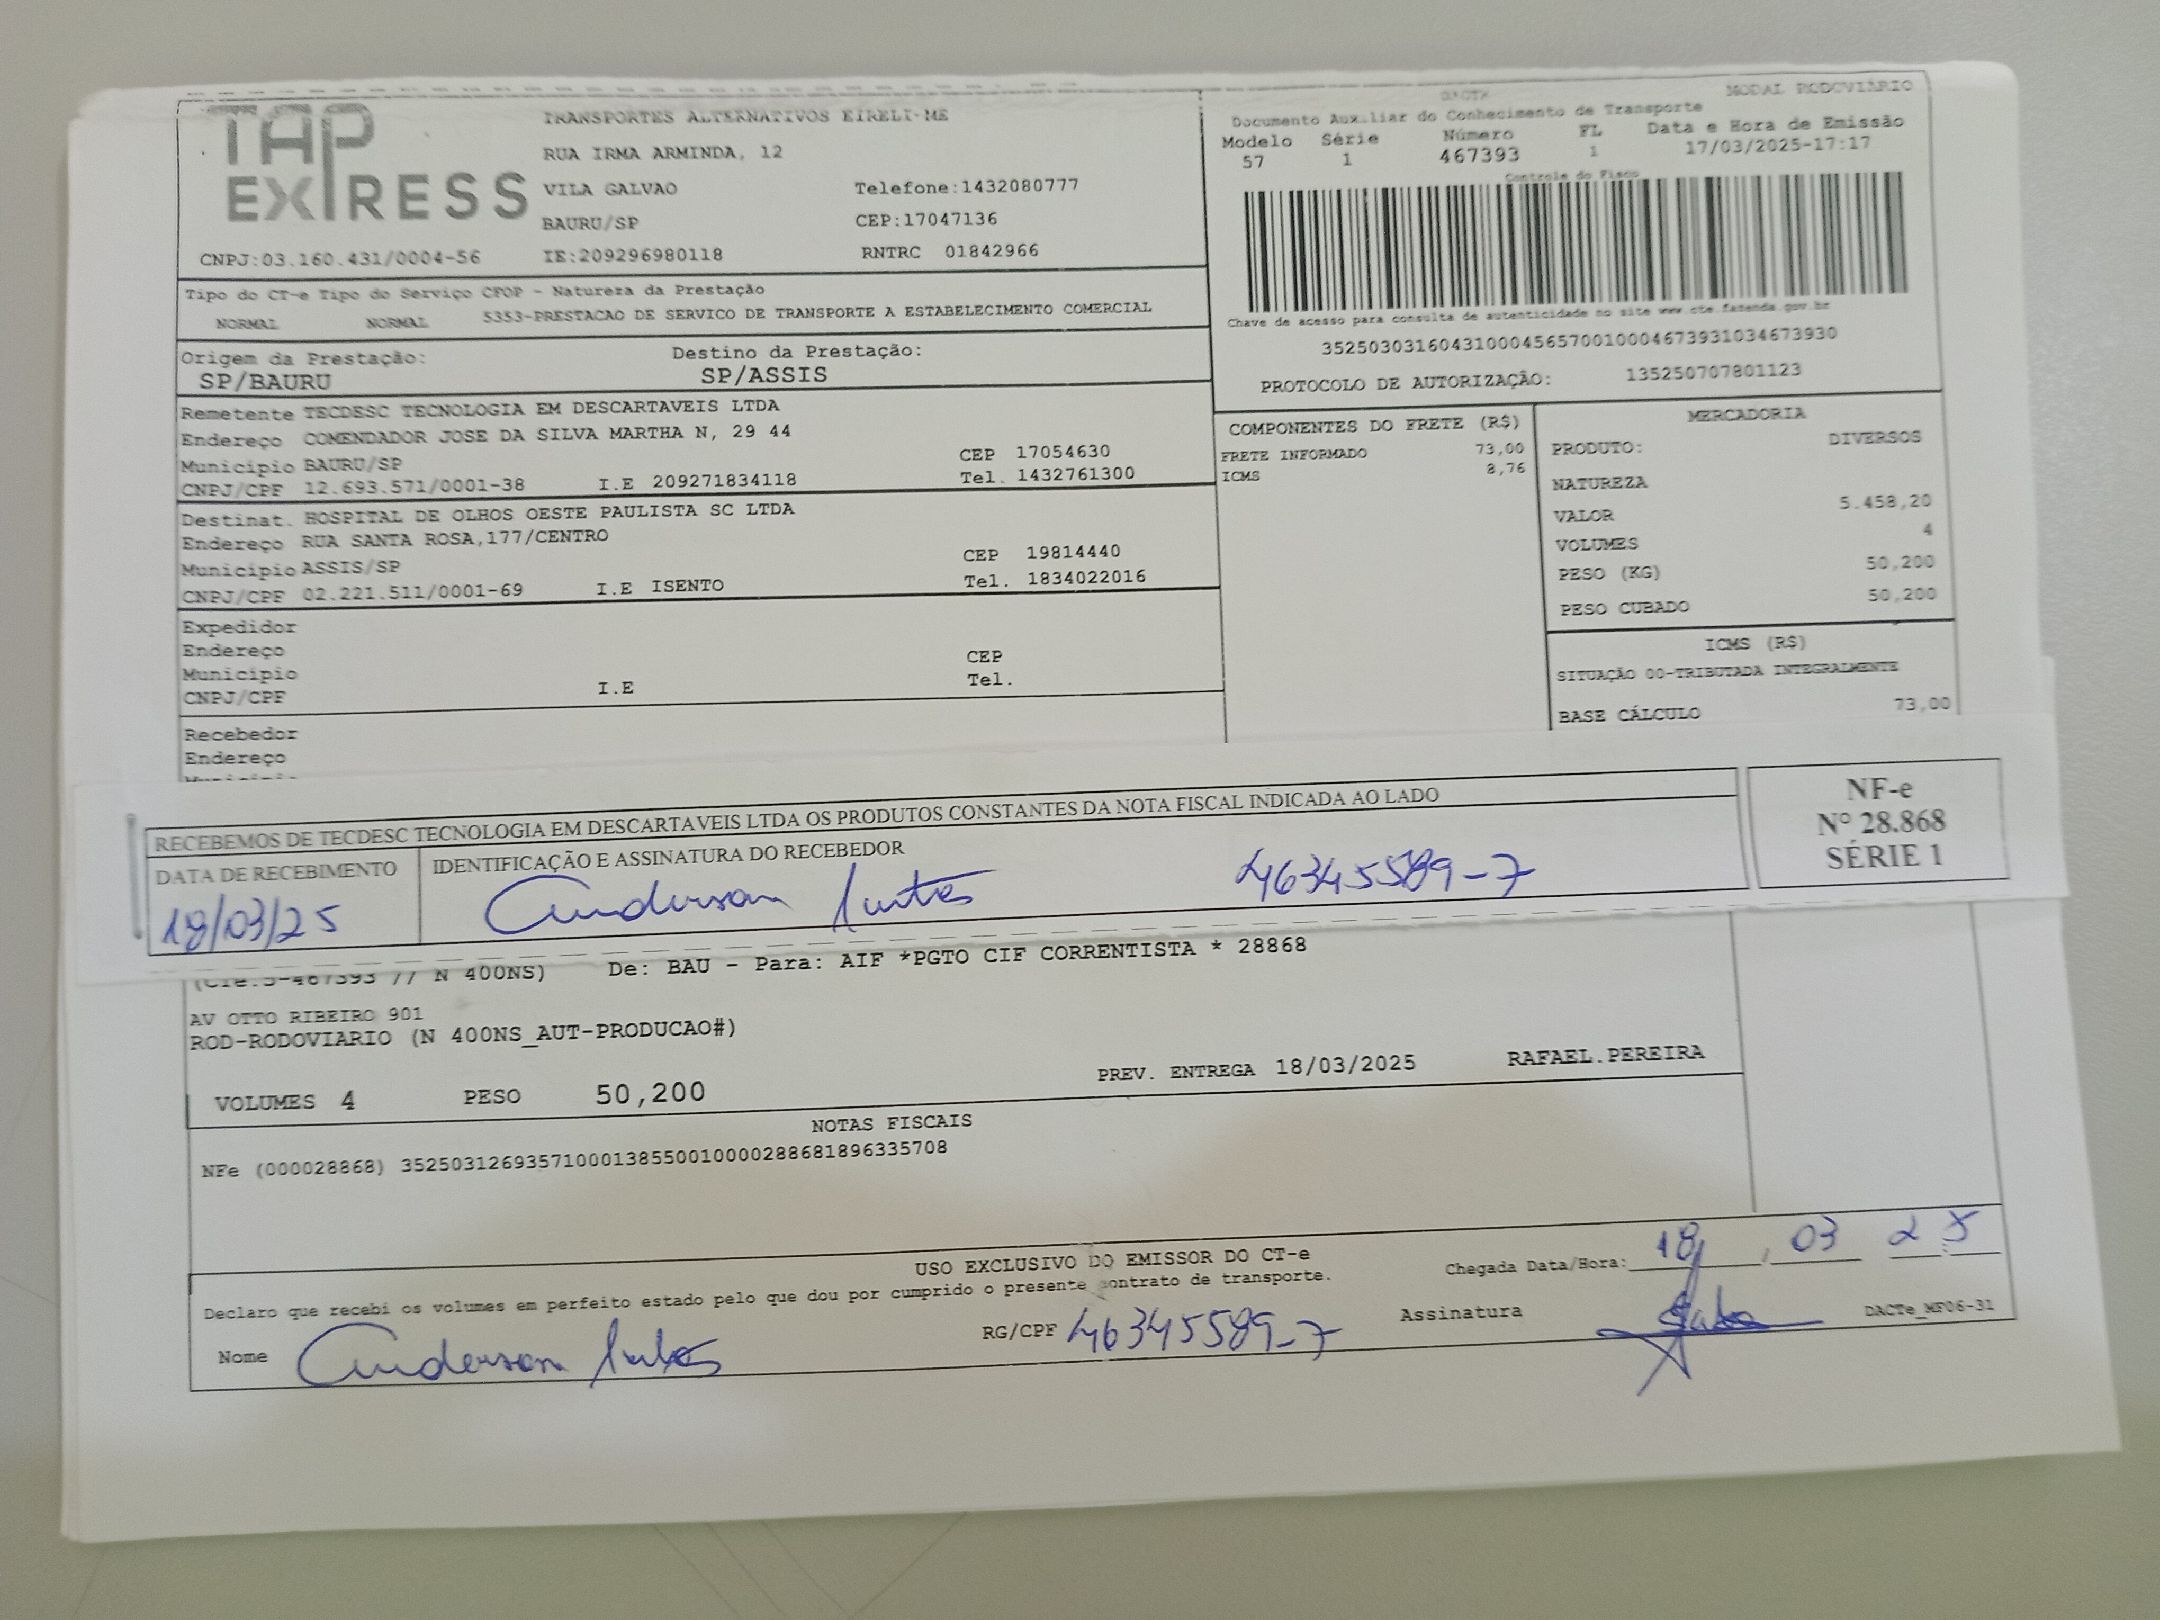 TAP EXPRESS
TRANSPORTES ALTERNATIVOS EIRELI-ME
RUA IRMA ARMINDA, 12
VILA GALVAO Telefone:1432080777
BAURU/SP CEP:17047136
CNPJ:03.160.431/0004-56 IE:209296980118 RNTRC 01842966
MODAL RODOVIÁRIO
DACTE
Documento Auxiliar do Conhecimento de Transporte
Modelo Série Número FL Data e Hora de Emissão
57 1 467393 1 17/03/2025-17:17
Controle do Fisco
Chave de acesso para consulta de autenticidade no site www.cte.fazenda.gov.br
35250303160431000456570010004673931034673930
PROTOCOLO DE AUTORIZAÇÃO: 135250707801123
Tipo do CT-e Tipo do Serviço CFOP - Natureza da Prestação
NORMAL NORMAL 5353-PRESTACAO DE SERVICO DE TRANSPORTE A ESTABELECIMENTO COMERCIAL
Origem da Prestação: Destino da Prestação:
SP/BAURU SP/ASSIS
Remetente TECDESC TECNOLOGIA EM DESCARTAVEIS LTDA
Endereço COMENDADOR JOSE DA SILVA MARTHA N, 29 44
Município BAURU/SP CEP 17054630
CNPJ/CPF 12.693.571/0001-38 I.E 209271834118 Tel. 1432761300
Destinat. HOSPITAL DE OLHOS OESTE PAULISTA SC LTDA
Endereço RUA SANTA ROSA,177/CENTRO
Município ASSIS/SP CEP 19814440
CNPJ/CPF 02.221.511/0001-69 I.E ISENTO Tel. 1834022016
Expedidor
Endereço
Município CEP
CNPJ/CPF I.E Tel.
Recebedor
Endereço
COMPONENTES DO FRETE (R$)
FRETE INFORMADO 73,00
ICMS 8,76
MERCADORIA
PRODUTO: DIVERSOS
NATUREZA
VALOR 5.458,20
VOLUMES 4
PESO (KG) 50,200
PESO CUBADO 50,200
ICMS (R$)
SITUAÇÃO 00-TRIBUTADA INTEGRALMENTE
BASE CÁLCULO 73,00
RECEBEMOS DE TECDESC TECNOLOGIA EM DESCARTAVEIS LTDA OS PRODUTOS CONSTANTES DA NOTA FISCAL INDICADA AO LADO
DATA DE RECEBIMENTO IDENTIFICAÇÃO E ASSINATURA DO RECEBEDOR
18/03/25 Anderson 46345589-7
NF-e
N° 28.868
SÉRIE 1
(Cte.5-467393 // N 400NS) De: BAU - Para: AIF *PGTO CIF CORRENTISTA * 28868
AV OTTO RIBEIRO 901
ROD-RODOVIARIO (N 400NS_AUT-PRODUCAO#)
VOLUMES 4 PESO 50,200 PREV. ENTREGA 18/03/2025 RAFAEL.PEREIRA
NOTAS FISCAIS
NFe (000028868) 35250312693571000138550010000288681896335708
USO EXCLUSIVO DO EMISSOR DO CT-e
Declaro que recebi os volumes em perfeito estado pelo que dou por cumprido o presente contrato de transporte.
Chegada Data/Hora: 18, 03 25
Nome Anderson RG/CPF 46345589-7 Assinatura DACTe_MF06-31